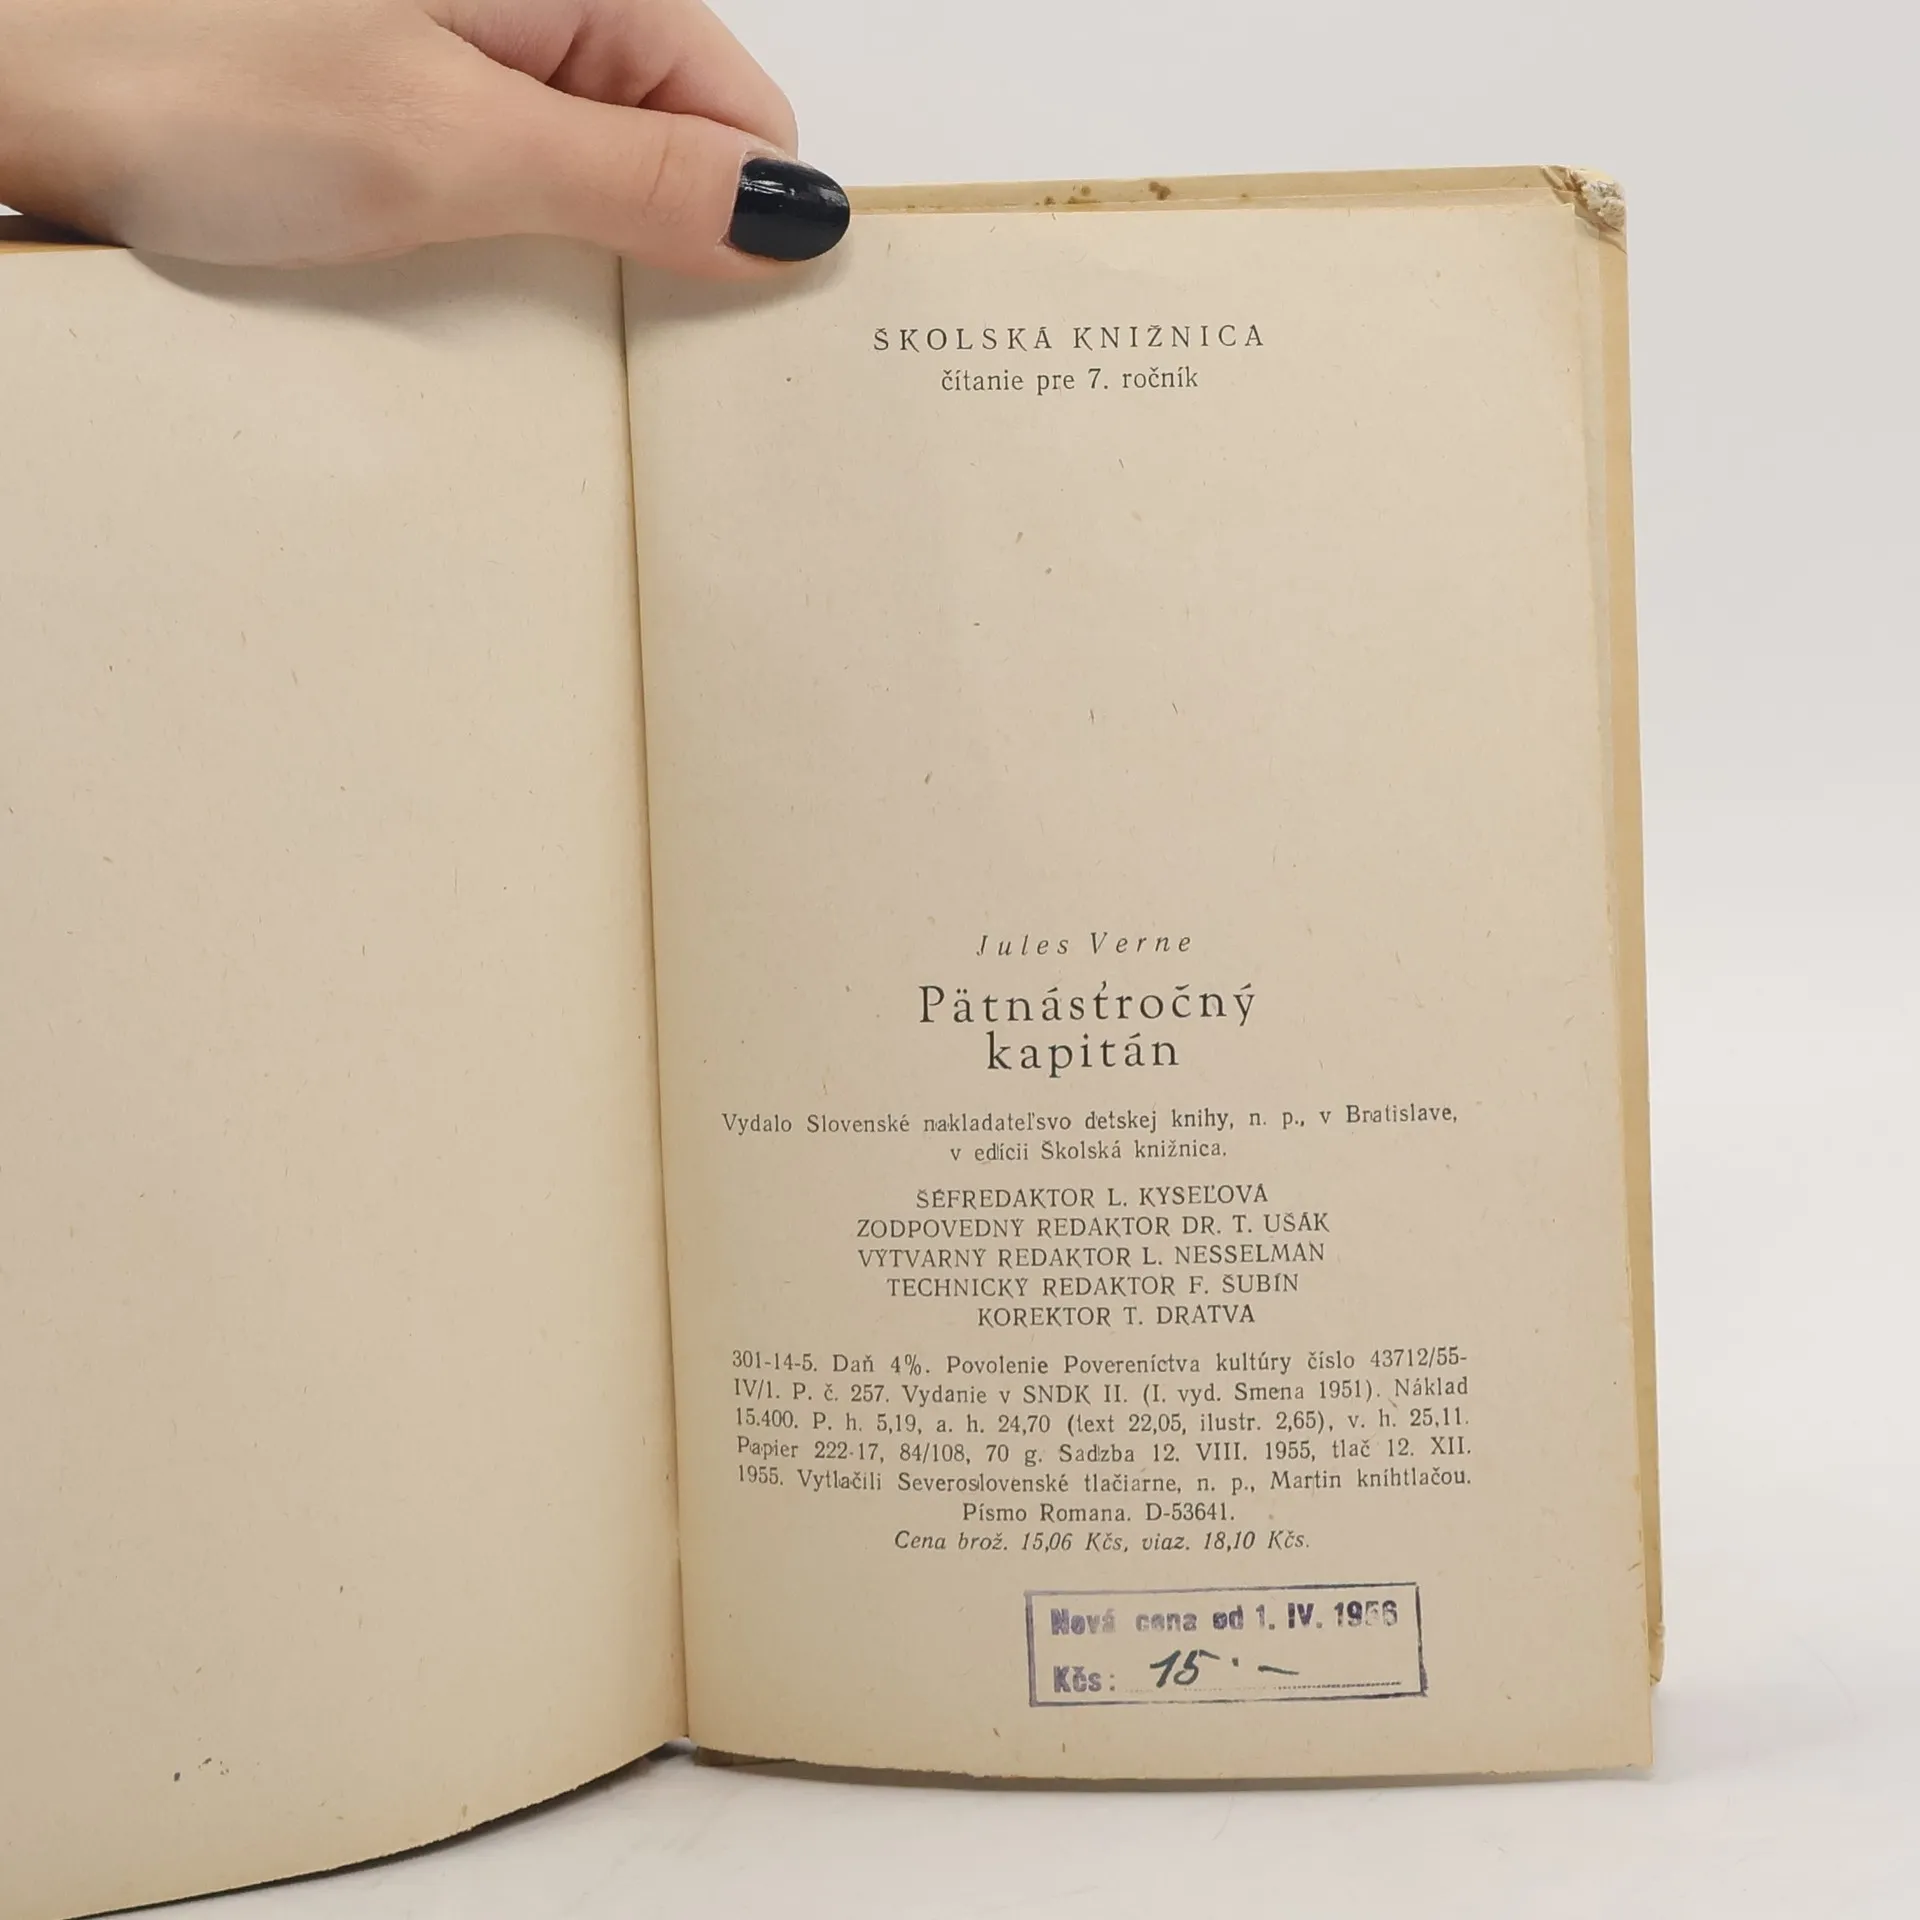 ŠKOLSKÁ KNIŽNICA
čítanie pre 7. ročník
Jules Verne
Pätnásťročný
kapitán
Vydalo Slovenské nakladateľsvo detskej knihy, n. p., v Bratislave,
v edícii Školská knižnica.
ŠÉFREDAKTOR L. KYSEĽOVÁ
ZODPOVEDNÝ REDAKTOR DR. T. UŠÁK
VÝTVARNÝ REDAKTOR L. NESSELMAN
TECHNICKÝ REDAKTOR F. ŠUBÍN
KOREKTOR T. DRATVA
301-14-5. Daň 4%. Povolenie Povereníctva kultúry číslo 43712/55-
IV/1. P. č. 257. Vydanie v SNDK II. (I. vyd. Smena 1951). Náklad
15.400. P. h. 5,19, a. h. 24,70 (text 22,05, ilustr. 2,65), v. h. 25,11.
Papier 222-17, 84/108, 70 g. Sadzba 12. VIII. 1955, tlač 12. XII.
1955. Vytlačili Severoslovenské tlačiarne, n. p., Martin kníhtlačou.
Písmo Romana. D-53641.
Cena brož. 15,06 Kčs, viaz. 18,10 Kčs.
Nová cena od 1. IV. 1956
Kčs: 15·–